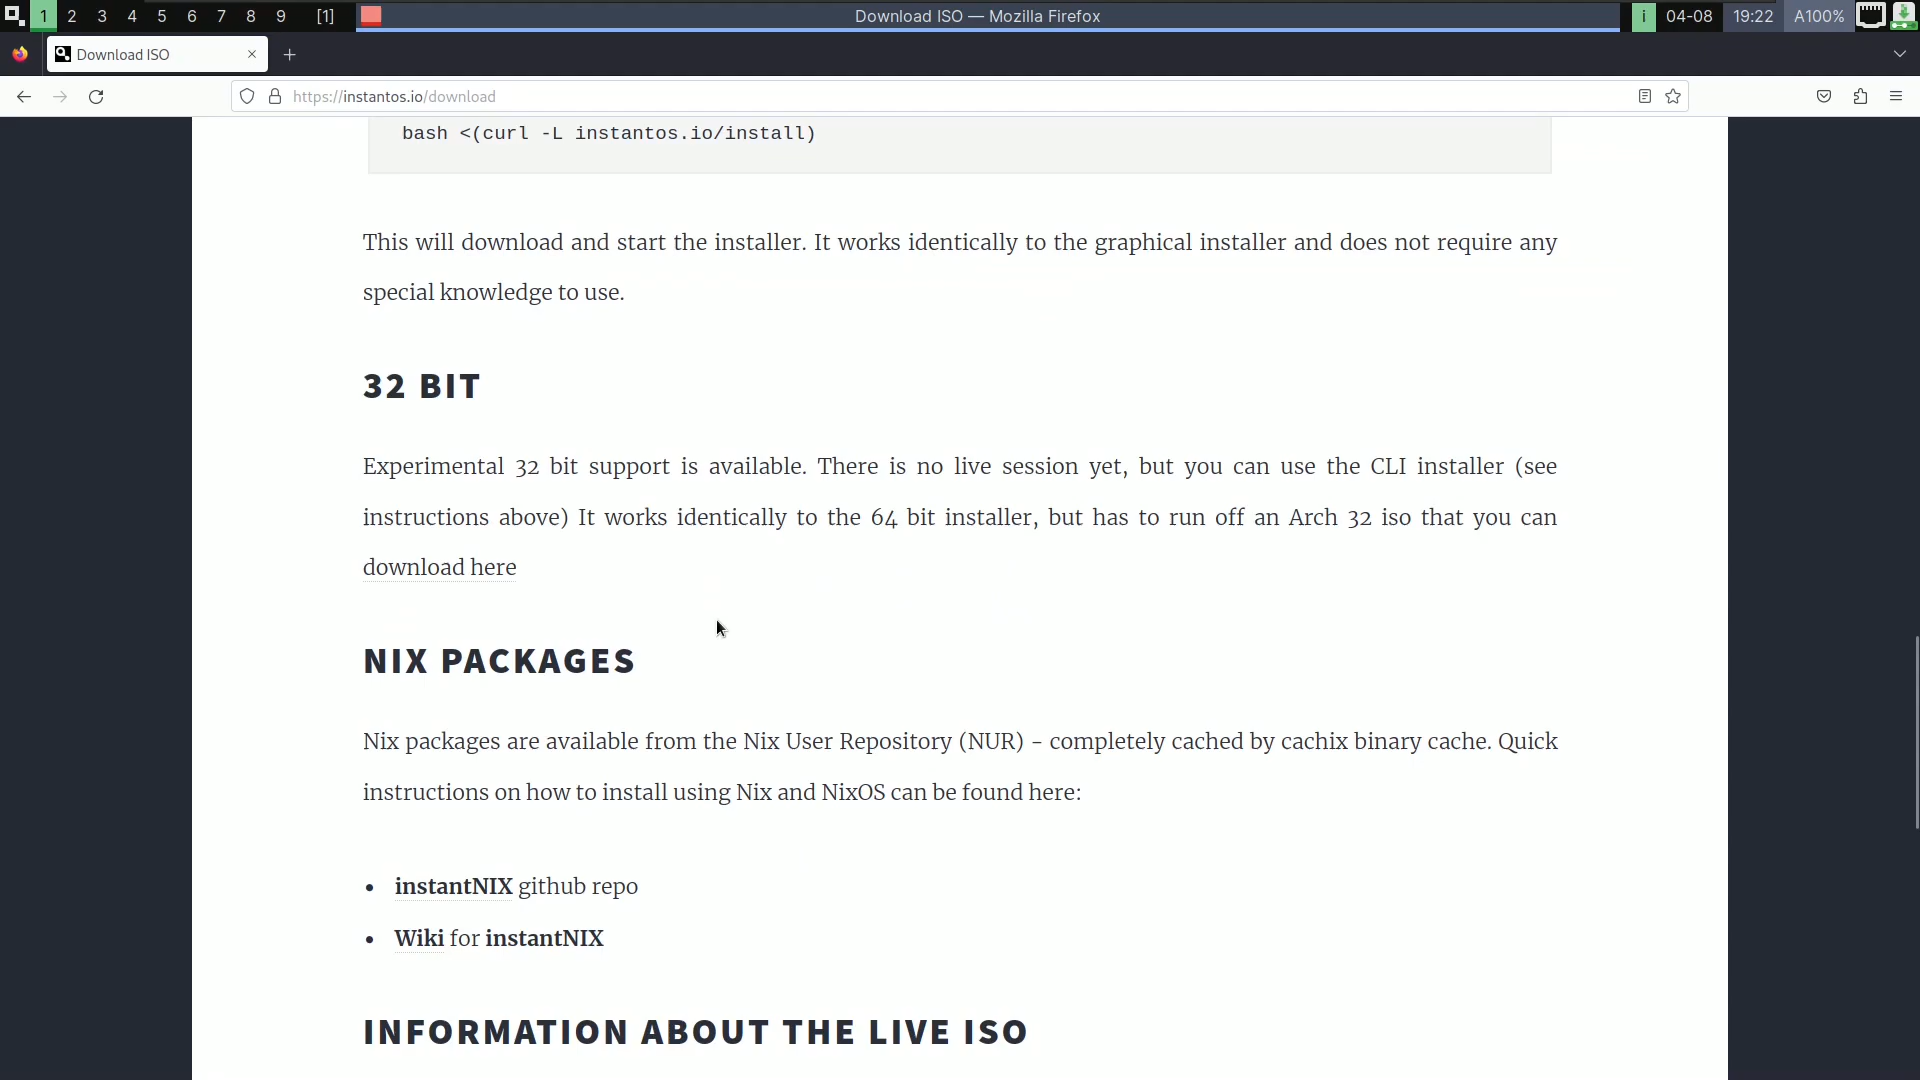 1 2 3 4 5 6 7 8 9 [1] Download ISO — Mozilla Firefox i 04-08 19:22 A100%
Download ISO
https://instantos.io/download
bash <(curl -L instantos.io/install)
This will download and start the installer. It works identically to the graphical installer and does not require any
special knowledge to use.
32 BIT
Experimental 32 bit support is available. There is no live session yet, but you can use the CLI installer (see
instructions above) It works identically to the 64 bit installer, but has to run off an Arch 32 iso that you can
download here
NIX PACKAGES
Nix packages are available from the Nix User Repository (NUR) - completely cached by cachix binary cache. Quick
instructions on how to install using Nix and NixOS can be found here:
• instantNIX github repo
• Wiki for instantNIX
INFORMATION ABOUT THE LIVE ISO